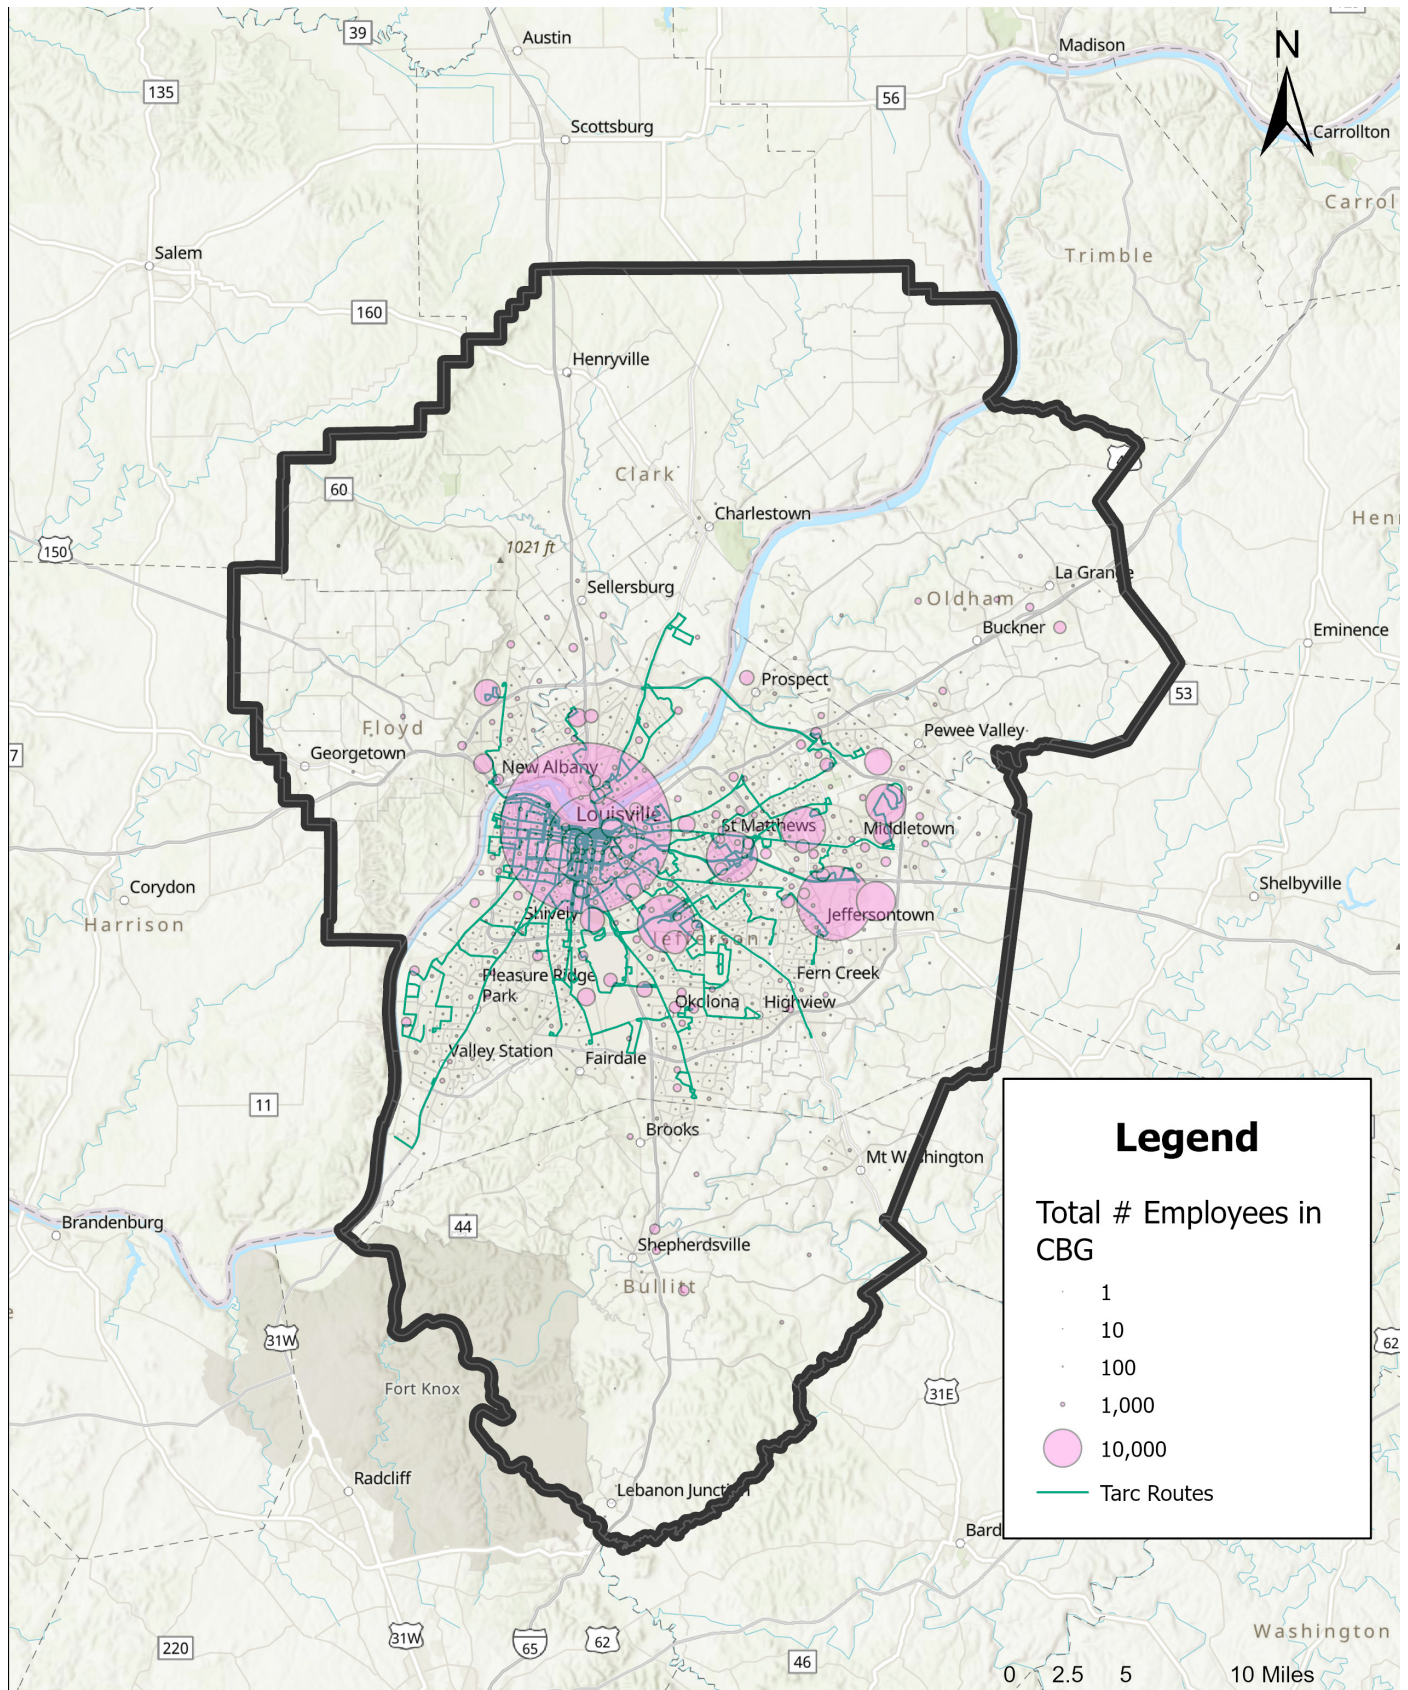 39
Austin
Madison
N
135
56
Scottsburg
Carrollton
Carrol
Salem
Trimble
160
Henryville
60
Clark
Charlestown
Hen
150
1021 ft
Sellersburg
La Grange
Oldham
Buckner
Eminence
Prospect
53
Floyd
Pewee Valley
7
Georgetown
New Albany
Louisville
St Matthews
Middletown
Corydon
Shelbyville
Harrison
Shively
Jeffersontown
Jefferson
Pleasure Ridge
Park
Fern Creek
Okolona
Highview
Valley Station
Fairdale
11
Brooks
Mt Washington
Brandenburg
44
Shepherdsville
Bullitt
31W
62
Fort Knox
31E
Radcliff
Lebanon Junction
Bard
220
31W
65
62
46
Washington
Legend
Total # Employees in
CBG
1
10
100
1,000
10,000
Tarc Routes
0 2.5 5 10 Miles